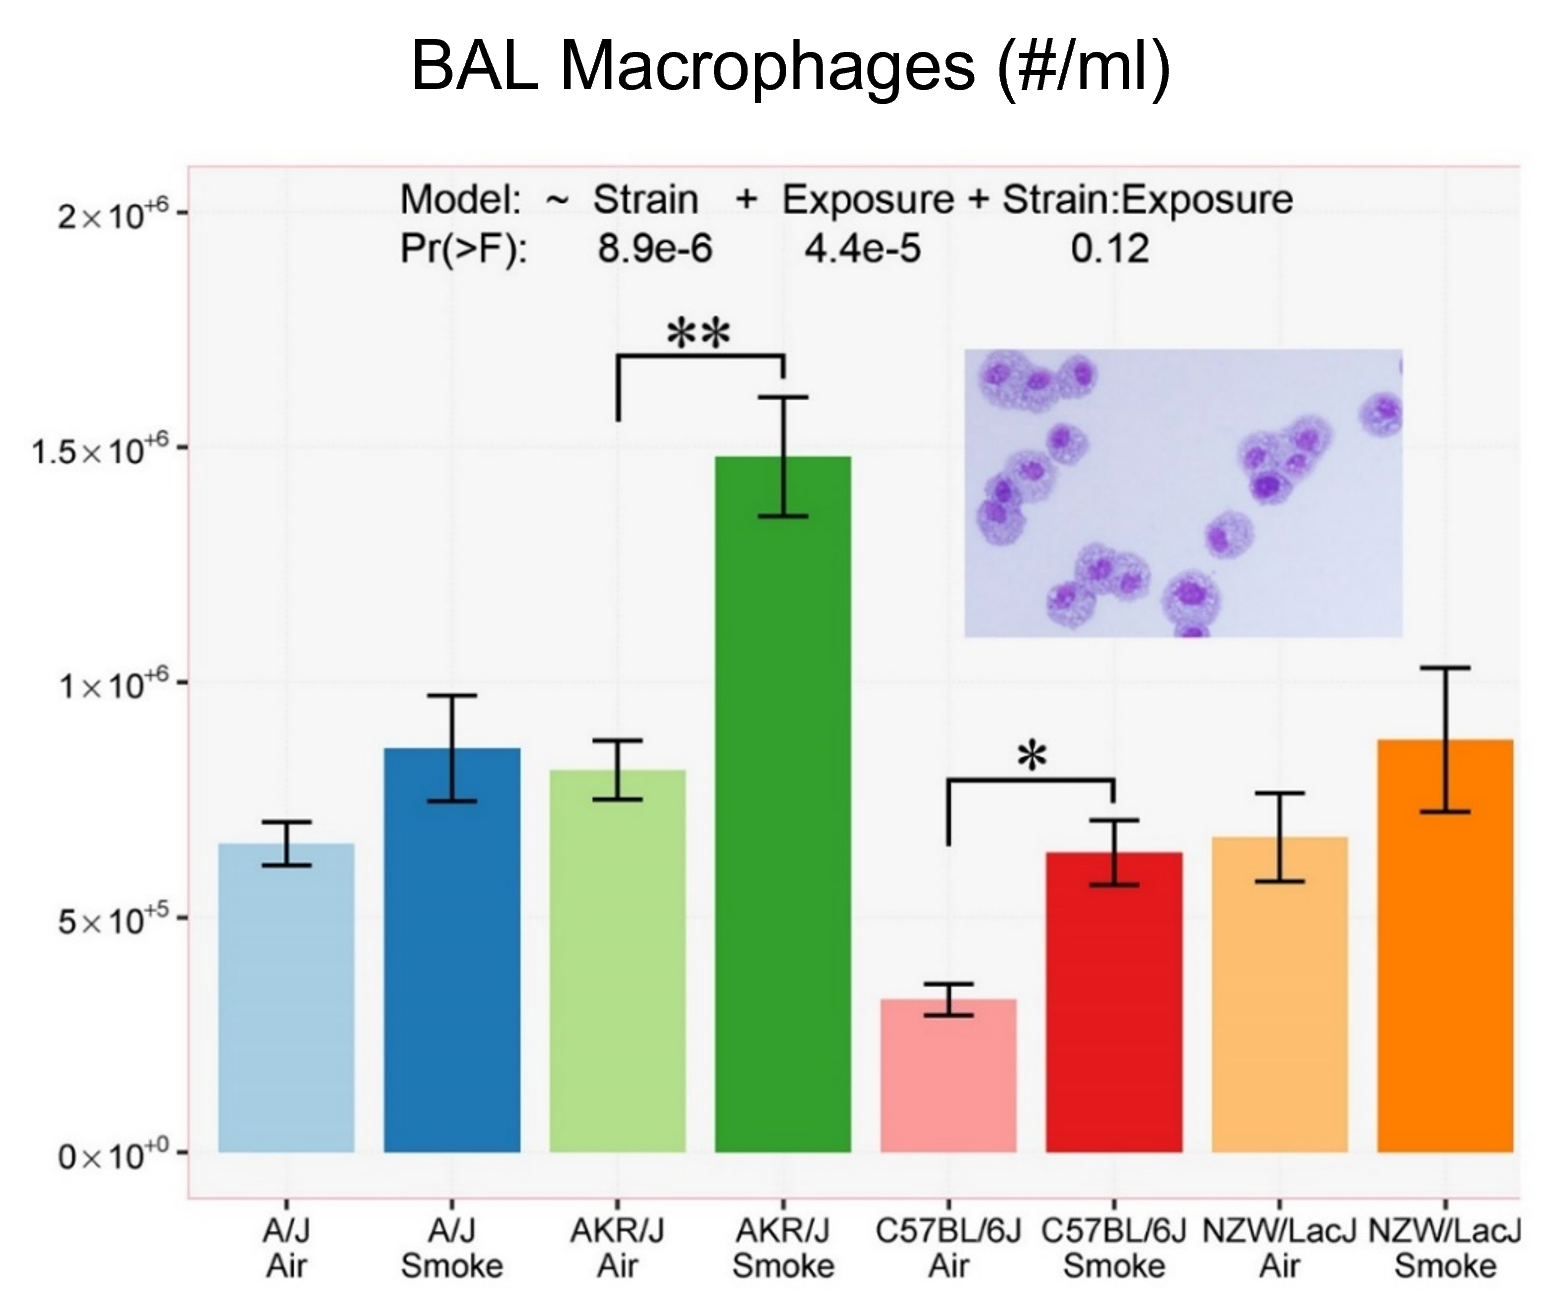 BAL Macrophages (#/ml)
Model: ~ Strain + Exposure + Strain:Exposure
Pr(>F): 8.9e-6 4.4e-5 0.12
2×10⁺⁶
**
1.5×10⁺⁶
1×10⁺⁶
*
5×10⁺⁵
0×10⁺⁰
A/J A/J AKR/J AKR/J C57BL/6J C57BL/6J NZW/LacJ NZW/LacJ
Air Smoke Air Smoke Air Smoke Air Smoke